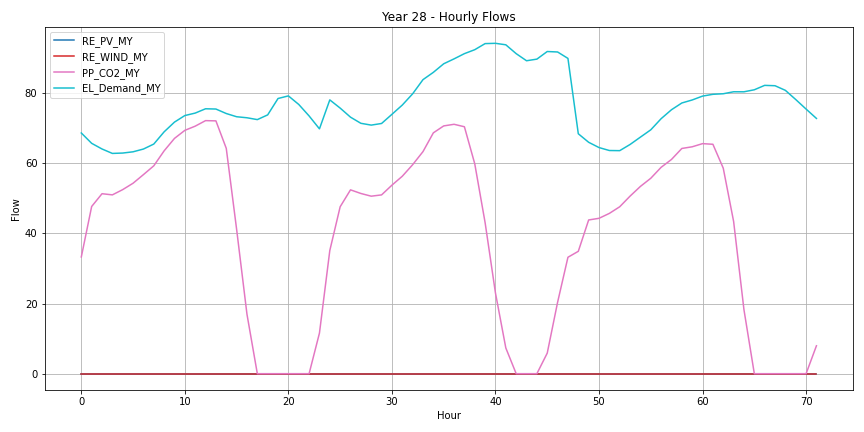 Year 28 - Hourly Flows
RE_PV_MY
RE_WIND_MY
PP_CO2_MY
EL_Demand_MY
Flow
80
60
40
20
0
0 10 20 30 40 50 60 70
Hour